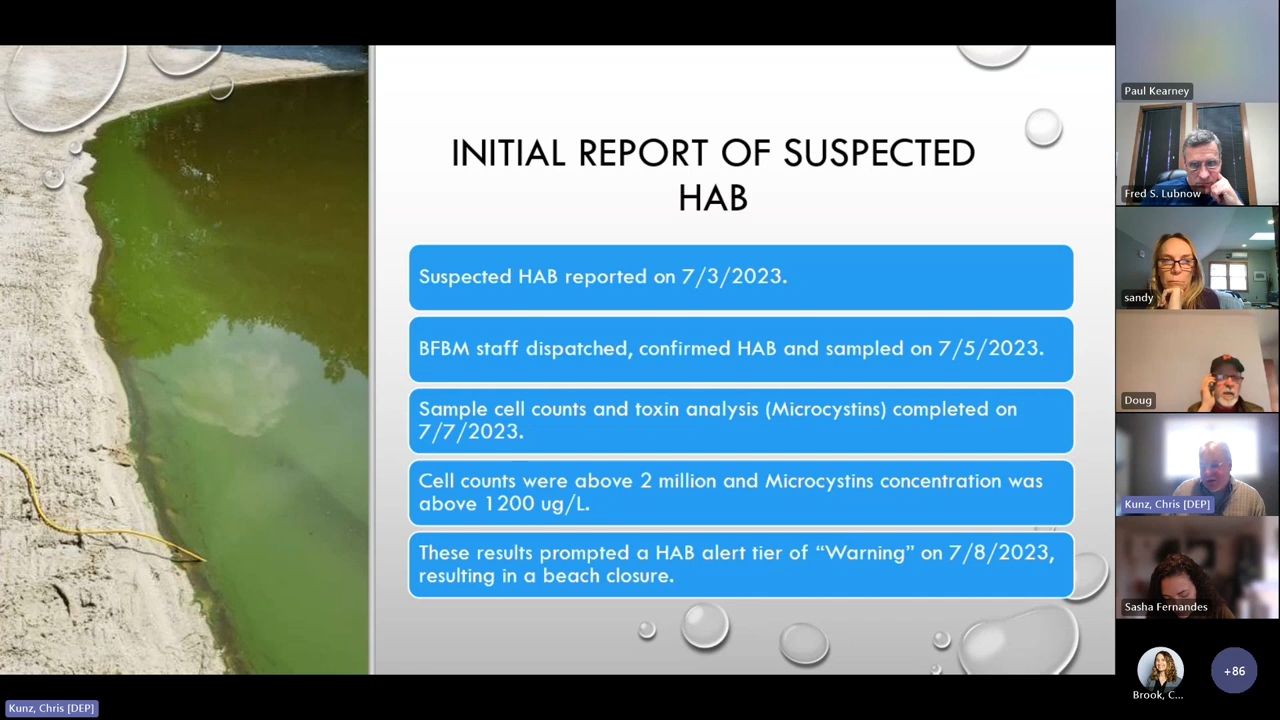 INITIAL REPORT OF SUSPECTED
HAB
Suspected HAB reported on 7/3/2023.
BFBM staff dispatched, confirmed HAB and sampled on 7/5/2023.
Sample cell counts and toxin analysis (Microcystins) completed on
7/7/2023.
Cell counts were above 2 million and Microcystins concentration was
above 1200 ug/L.
These results prompted a HAB alert tier of “Warning” on 7/8/2023,
resulting in a beach closure.
Paul Kearney
Fred S. Lubnow
sandy
Doug
Kunz, Chris [DEP]
Sasha Fernandes
Brook, C...
+86
Kunz, Chris [DEP]